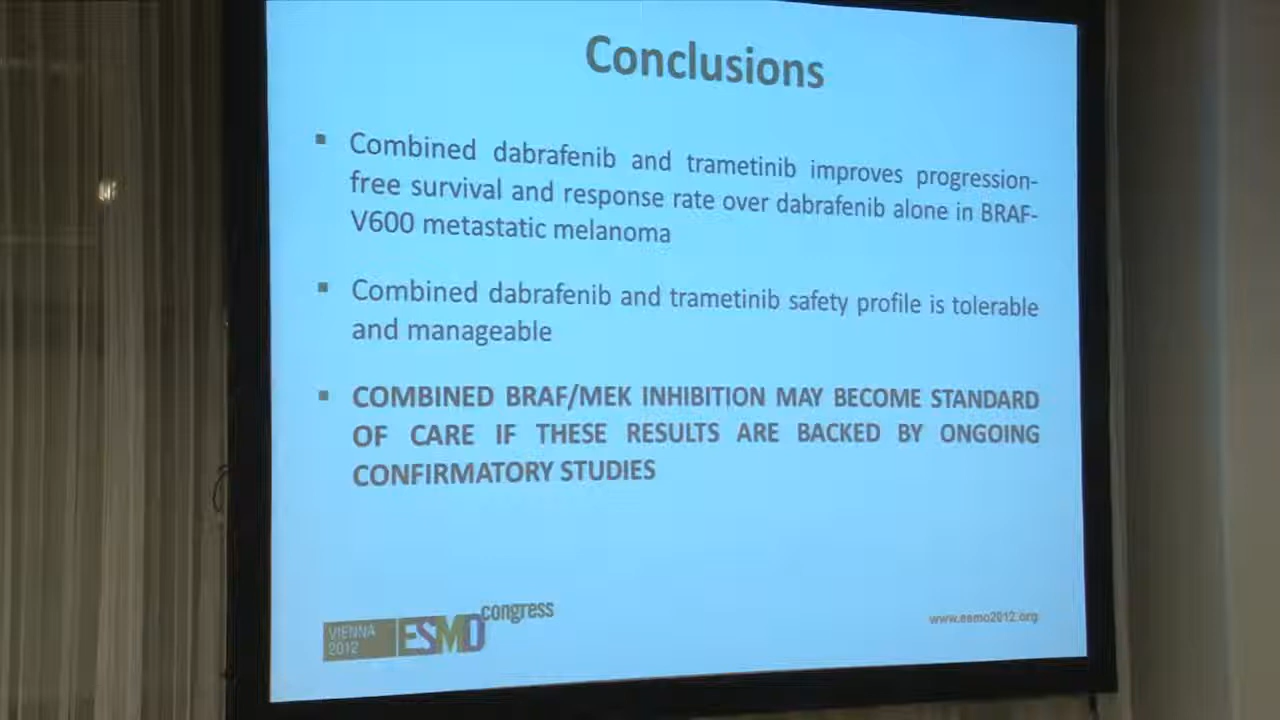 Conclusions
▪ Combined dabrafenib and trametinib improves progression-
free survival and response rate over dabrafenib alone in BRAF-
V600 metastatic melanoma
▪ Combined dabrafenib and trametinib safety profile is tolerable
and manageable
▪ COMBINED BRAF/MEK INHIBITION MAY BECOME STANDARD
OF CARE IF THESE RESULTS ARE BACKED BY ONGOING
CONFIRMATORY STUDIES
VIENNA
2012
ESMO congress
www.esmo2012.org